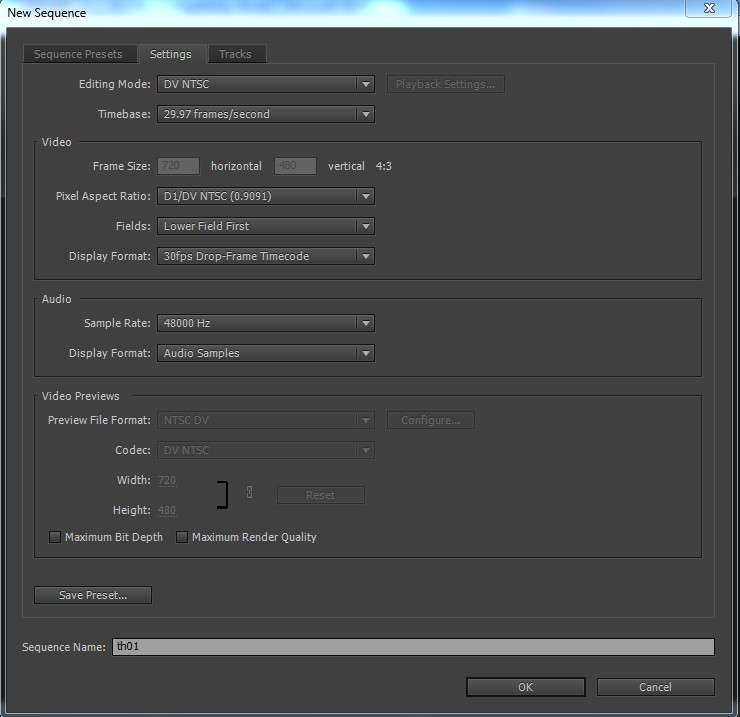 New Sequence
Sequence Presets Settings Tracks
Editing Mode: DV NTSC Playback Settings...
Timebase: 29.97 frames/second
Video
Frame Size: 720 horizontal 480 vertical 4:3
Pixel Aspect Ratio: D1/DV NTSC (0.9091)
Fields: Lower Field First
Display Format: 30fps Drop-Frame Timecode
Audio
Sample Rate: 48000 Hz
Display Format: Audio Samples
Video Previews
Preview File Format: NTSC DV Configure...
Codec: DV NTSC
Width: 720
Reset
Height: 480
Maximum Bit Depth Maximum Render Quality
Save Preset...
Sequence Name: th01
OK Cancel